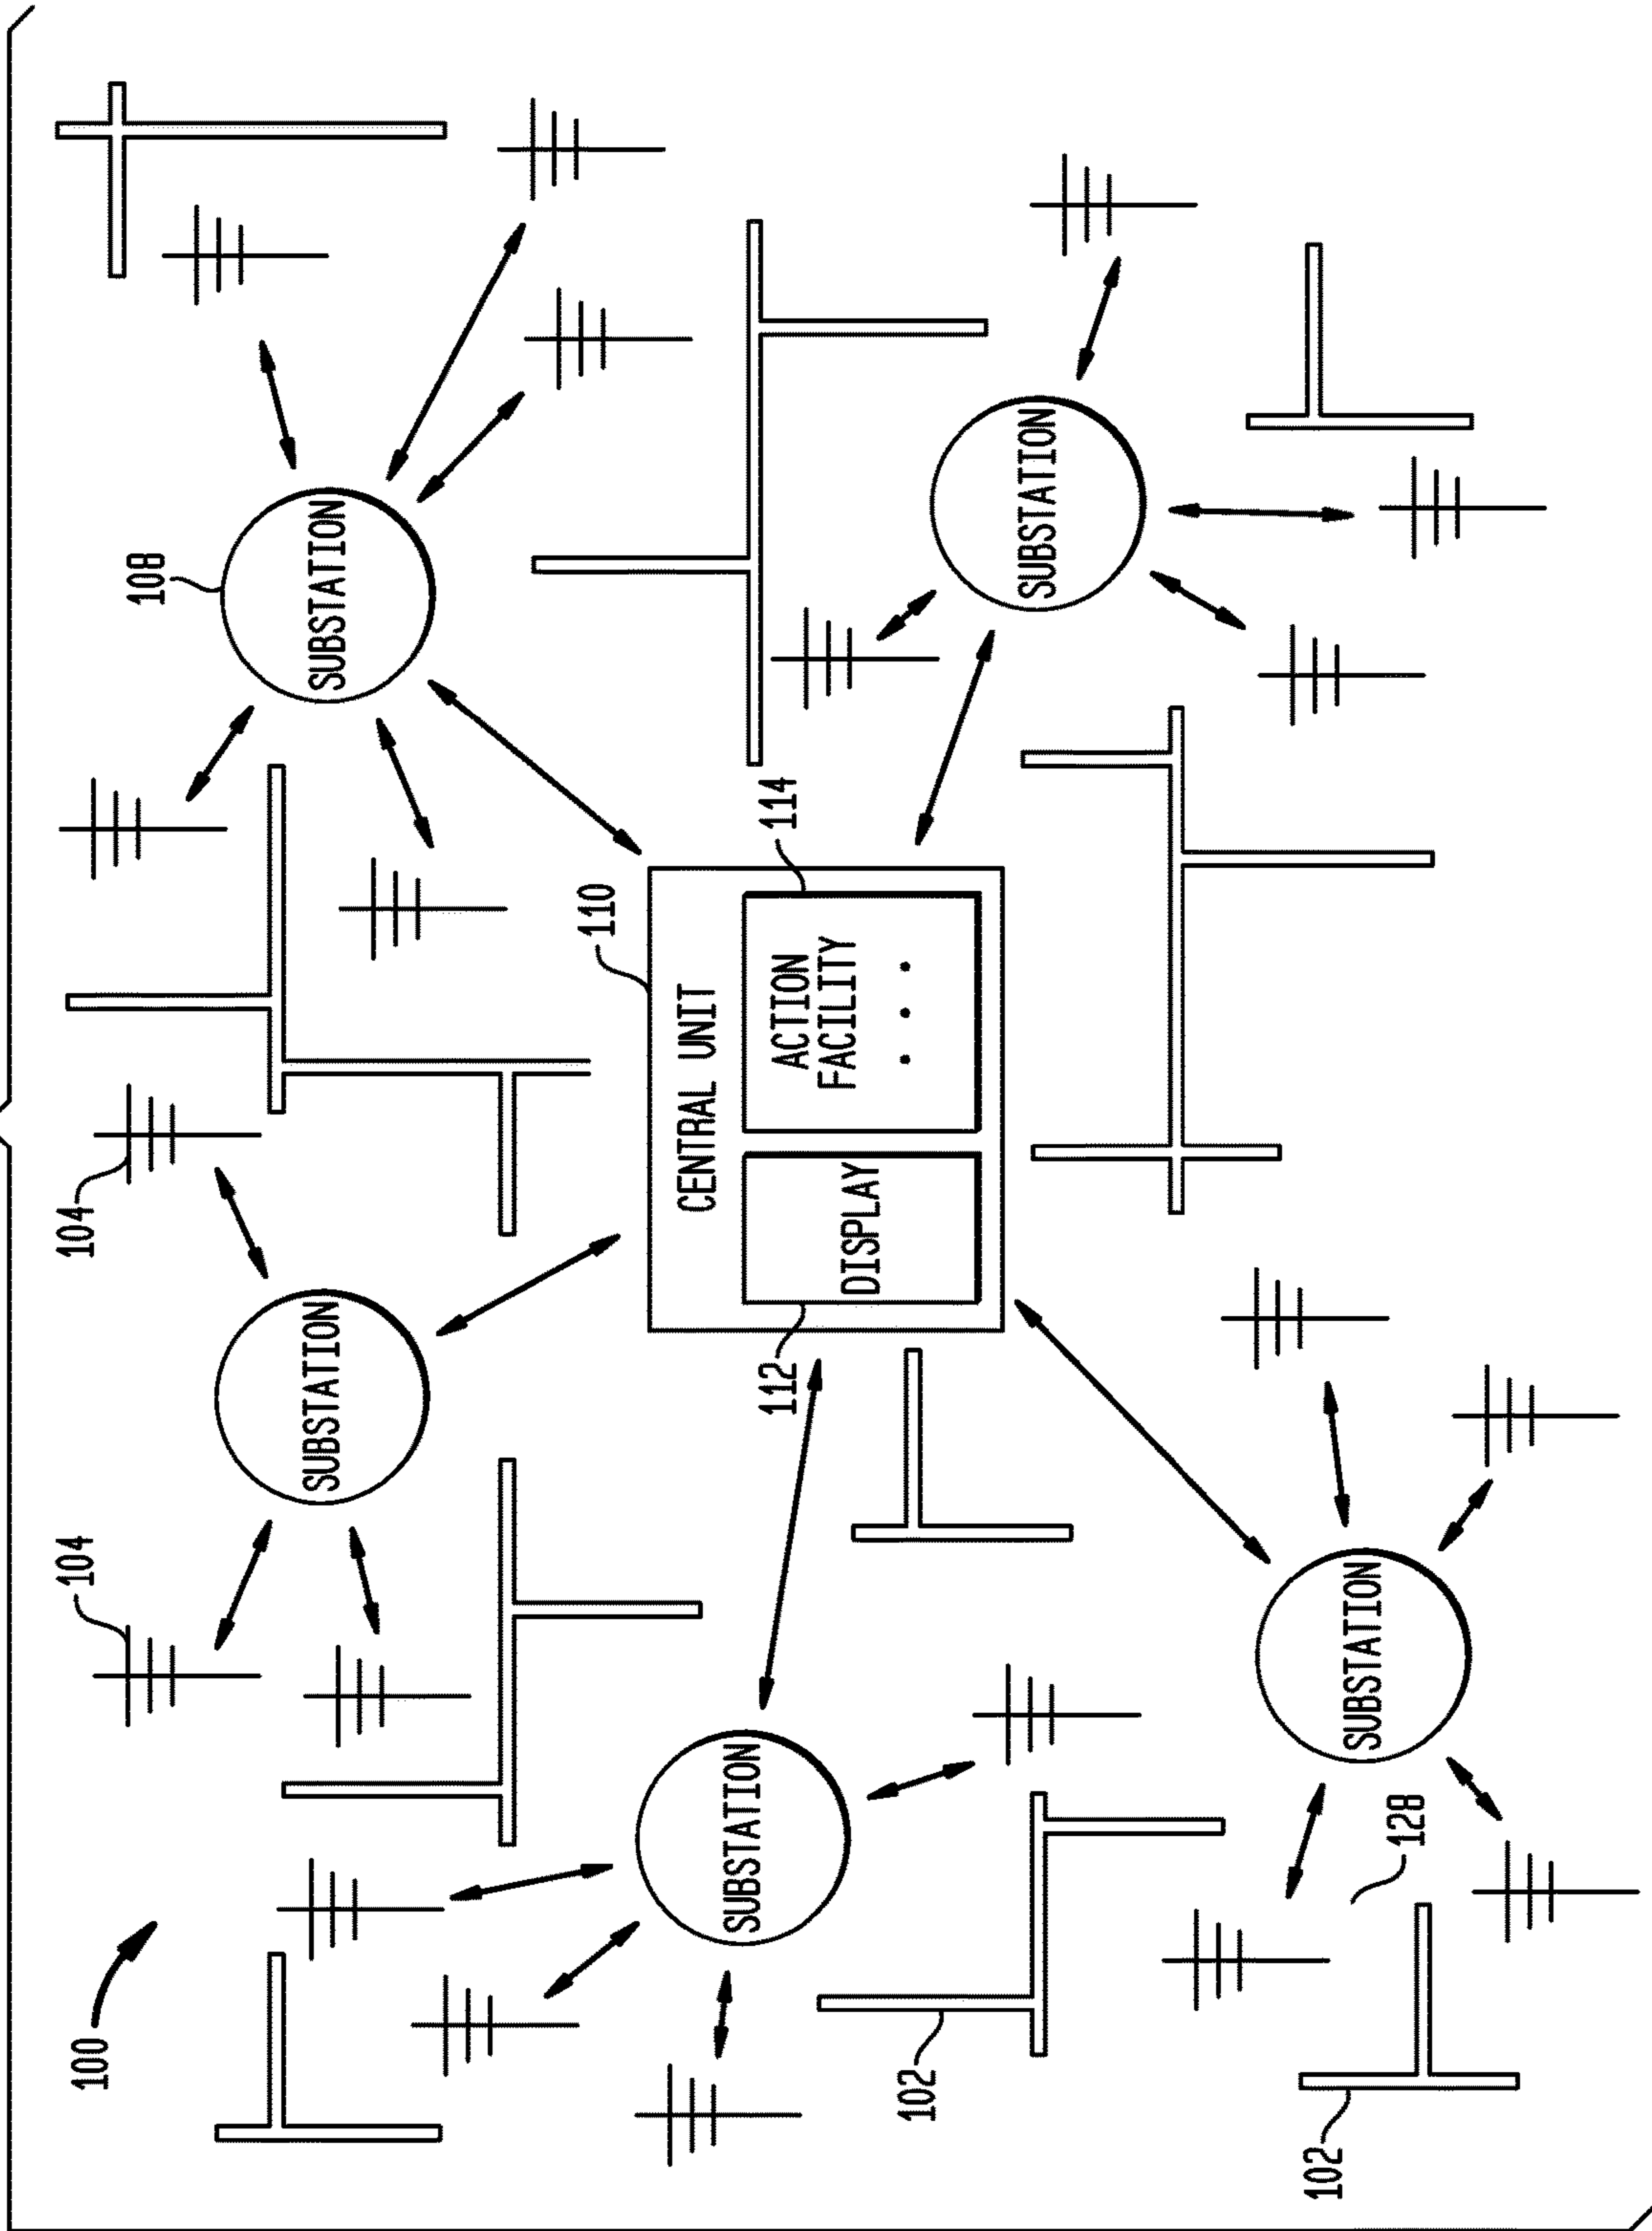 100
104
104
108
SUBSTATION
SUBSTATION
110
CENTRAL UNIT
SUBSTATION
112
114
DISPLAY
ACTION
FACILITY
. . .
102
SUBSTATION
102
SUBSTATION
128